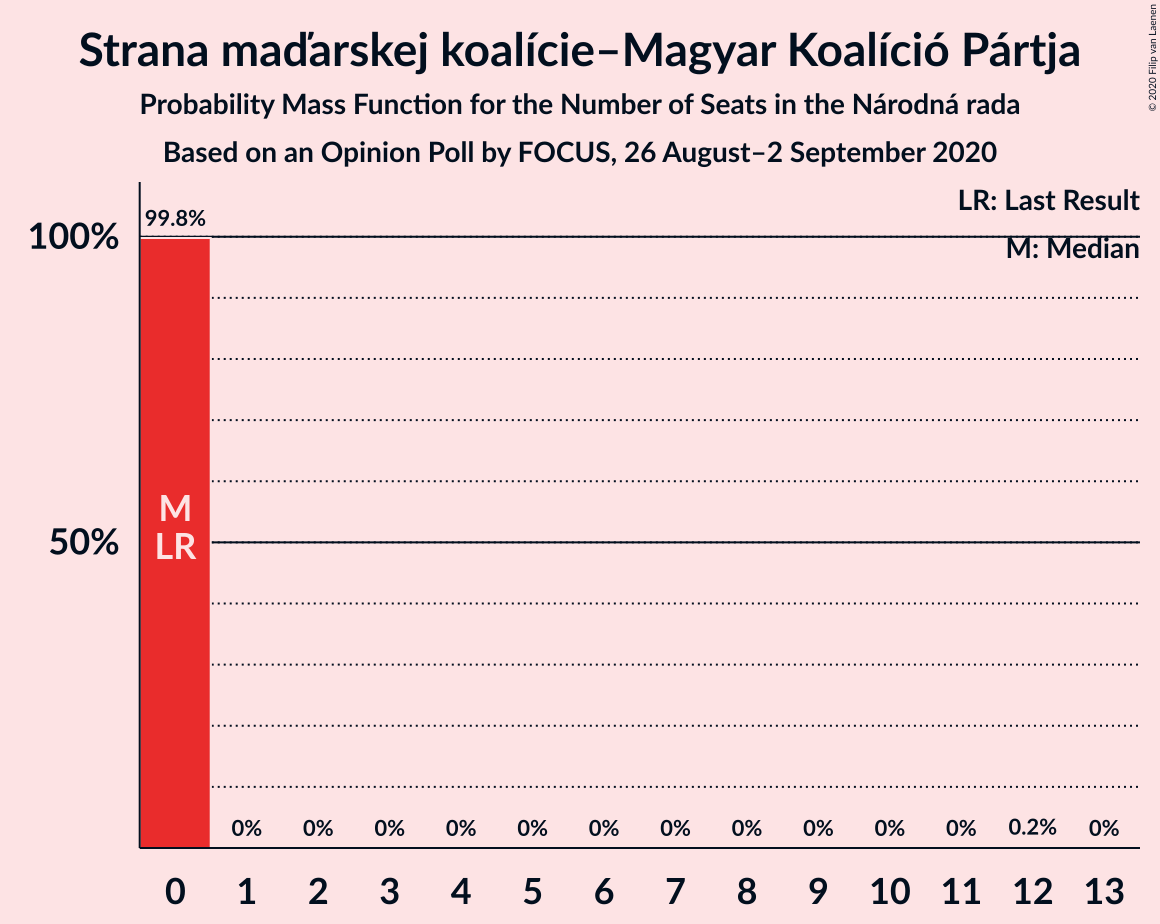 Strana maďarskej koalície–Magyar Koalíció Pártja
Probability Mass Function for the Number of Seats in the Národná rada
Based on an Opinion Poll by FOCUS, 26 August–2 September 2020
© 2020 Filip van Laenen
LR: Last Result
M: Median
99.8%
100%
M
LR
50%
0% 0% 0% 0% 0% 0% 0% 0% 0% 0% 0% 0.2% 0%
0 1 2 3 4 5 6 7 8 9 10 11 12 13